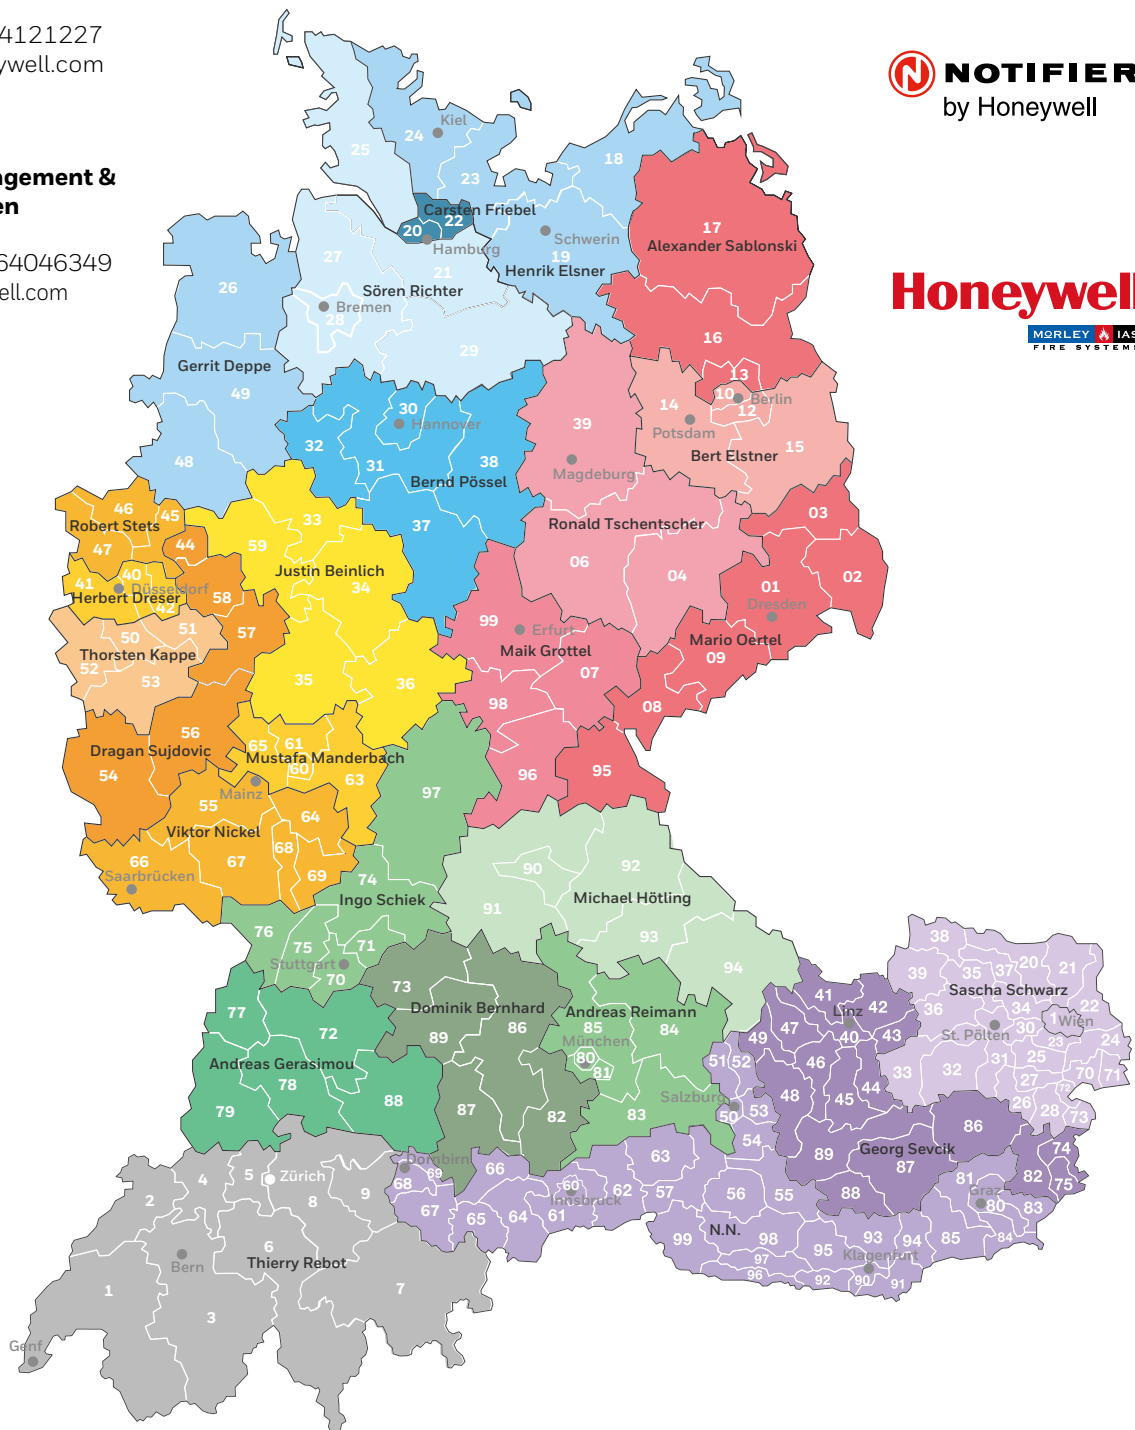 4121227
ywell.com
NOTIFIER
by Honeywell
agement &
en
64046349
ell.com
Honeywell
MORLEY IAS
FIRE SYSTEMS
Kiel
24
25
18
23
Carsten Friebel
22
20
Hamburg
17
Alexander Sablonski
Schwerin
19
Henrik Elsner
27
21
Sören Richter
26
Bremen
28
29
16
Gerrit Deppe
49
13
10
Berlin
12
14
Potsdam
15
Bert Elstner
30
Hannover
39
32
31
38
Bernd Pössel
48
Magdeburg
37
46
45
Robert Stets
47
44
33
59
03
Ronald Tschentscher
06
04
40
41
Düsseldorf
Herbert Dreser
42
58
Justin Beinlich
34
01
02
Dresden
50
51
57
Thorsten Kappe
52
53
99
Erfurt
Maik Grottel
Mario Oertel
09
07
35
36
98
08
56
Dragan Sujdovic
54
65
61
Mustafa Manderbach
60
63
Mainz
97
96
95
55
64
Viktor Nickel
68
66
67
69
Saarbrücken
74
Ingo Schiek
90
92
Michael Hötling
91
93
94
76
75
71
Stuttgart
70
73
Dominik Bernhard
86
89
77
72
Andreas Gerasimou
78
79
88
87
82
Andreas Reimann
85
84
München
80
81
83
38
39
35
37
20
21
Sascha Schwarz
36
34
22
1
Wien
St. Pölten
30
23
24
31
25
33
32
27
70
71
72
26
28
73
41
Linz
42
47
40
43
49
46
51
52
48
45
44
Salzburg
50
53
54
86
Georg Sevcik
89
87
88
74
82
75
Dornbirn
69
68
66
67
65
64
60
Innsbruck
61
62
63
57
56
55
N.N.
99
98
97
96
95
93
94
Klagenfurt
92
90
91
81
Graz
80
83
85
84
4
5
Zürich
2
8
9
6
Bern
Thierry Rebot
1
3
7
Genf